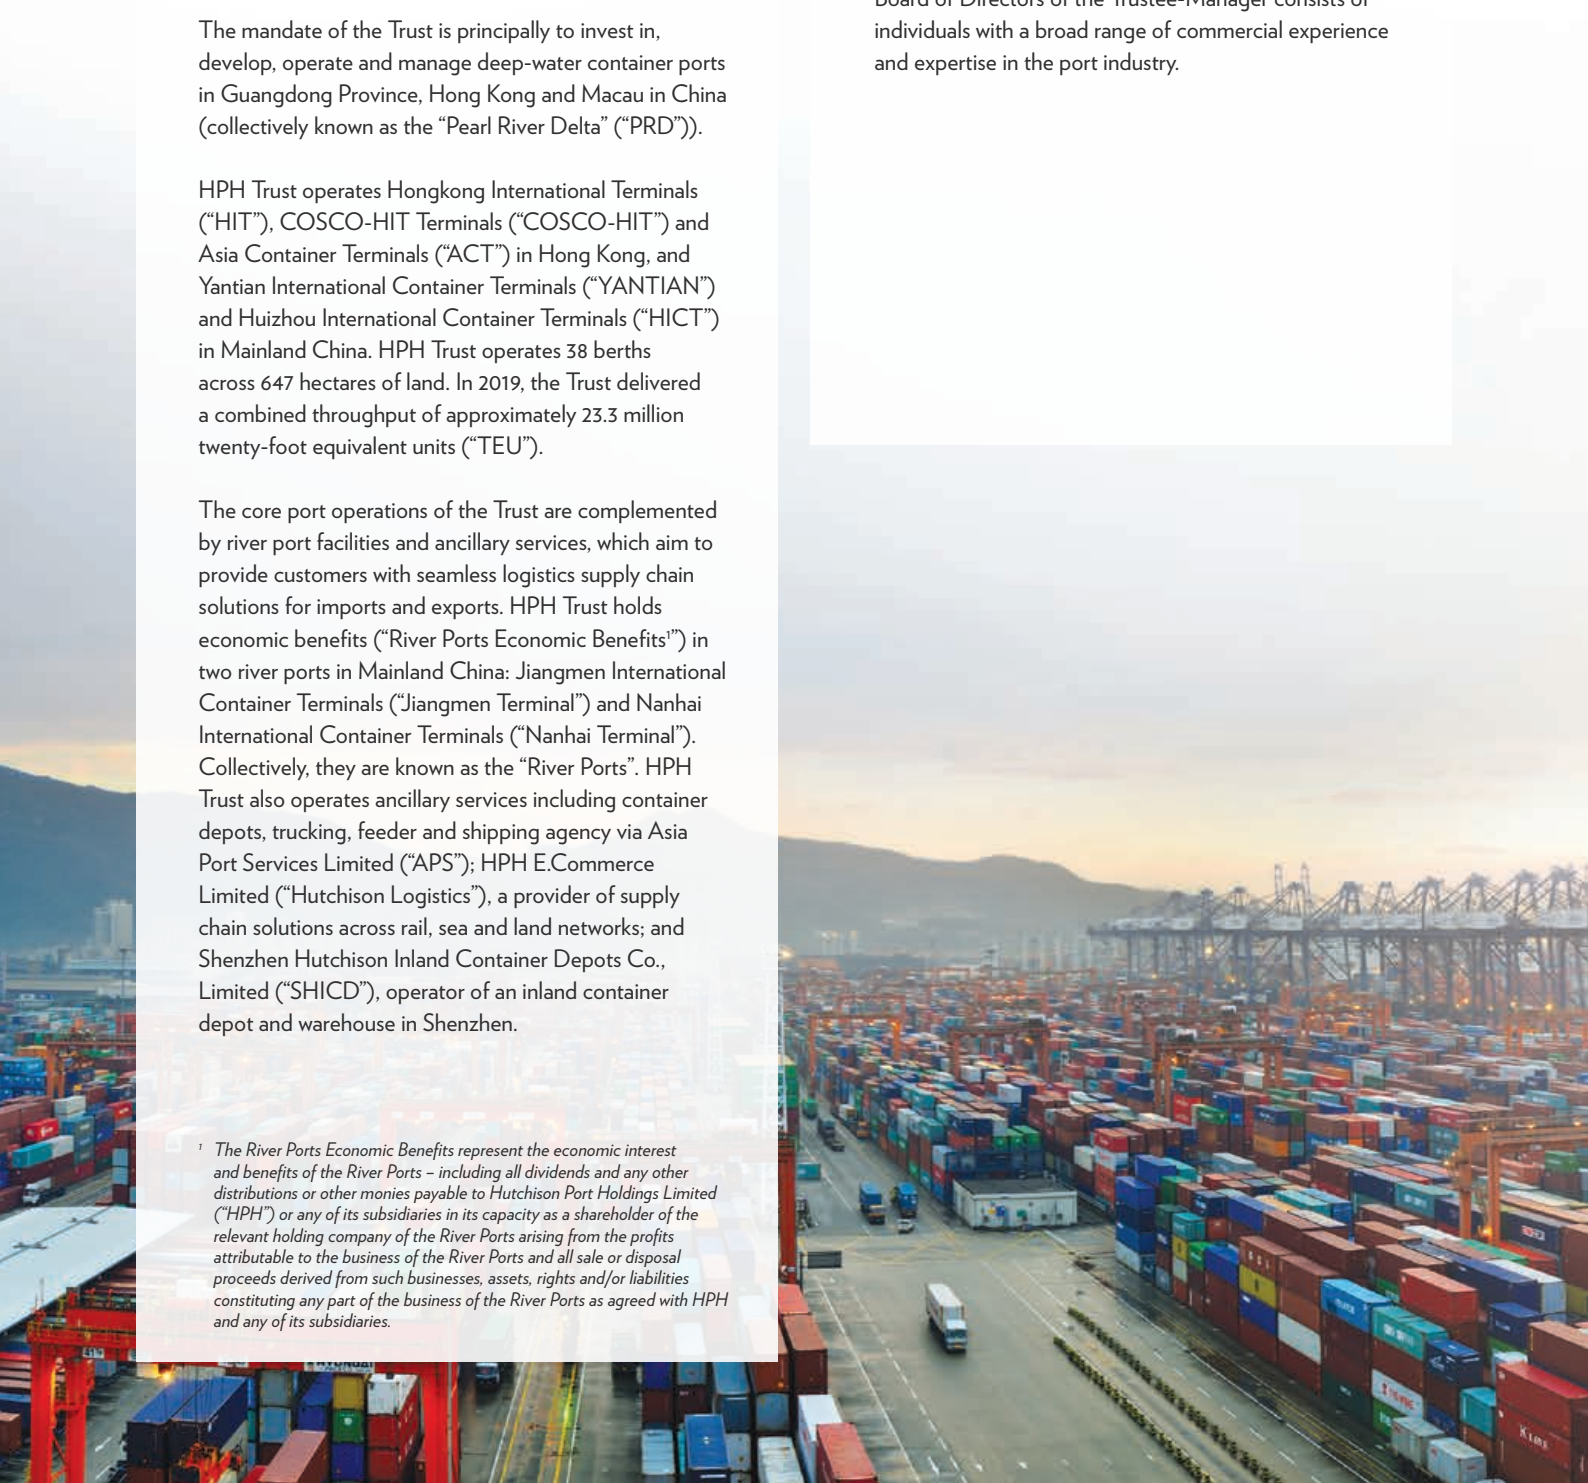 The mandate of the Trust is principally to invest in,
develop, operate and manage deep-water container ports
in Guangdong Province, Hong Kong and Macau in China
(collectively known as the “Pearl River Delta” (“PRD”)).
HPH Trust operates Hongkong International Terminals
(“HIT”), COSCO-HIT Terminals (“COSCO-HIT”) and
Asia Container Terminals (“ACT”) in Hong Kong, and
Yantian International Container Terminals (“YANTIAN”)
and Huizhou International Container Terminals (“HICT”)
in Mainland China. HPH Trust operates 38 berths
across 647 hectares of land. In 2019, the Trust delivered
a combined throughput of approximately 23.3 million
twenty-foot equivalent units (“TEU”).
The core port operations of the Trust are complemented
by river port facilities and ancillary services, which aim to
provide customers with seamless logistics supply chain
solutions for imports and exports. HPH Trust holds
economic benefits (“River Ports Economic Benefits¹”) in
two river ports in Mainland China: Jiangmen International
Container Terminals (“Jiangmen Terminal”) and Nanhai
International Container Terminals (“Nanhai Terminal”).
Collectively, they are known as the “River Ports”. HPH
Trust also operates ancillary services including container
depots, trucking, feeder and shipping agency via Asia
Port Services Limited (“APS”); HPH E.Commerce
Limited (“Hutchison Logistics”), a provider of supply
chain solutions across rail, sea and land networks; and
Shenzhen Hutchison Inland Container Depots Co.,
Limited (“SHICD”), operator of an inland container
depot and warehouse in Shenzhen.
¹ The River Ports Economic Benefits represent the economic interest
and benefits of the River Ports – including all dividends and any other
distributions or other monies payable to Hutchison Port Holdings Limited
(“HPH”) or any of its subsidiaries in its capacity as a shareholder of the
relevant holding company of the River Ports arising from the profits
attributable to the business of the River Ports and all sale or disposal
proceeds derived from such businesses, assets, rights and/or liabilities
constituting any part of the business of the River Ports as agreed with HPH
and any of its subsidiaries.
Board of Directors of the Trustee-Manager consists of
individuals with a broad range of commercial experience
and expertise in the port industry.